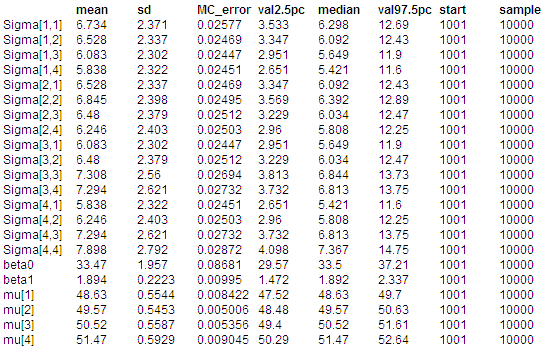 mean sd MC_error val2.5pc median val97.5pc start sample
Sigma[1,1] 6.734 2.371 0.02577 3.533 6.298 12.69 1001 10000
Sigma[1,2] 6.528 2.337 0.02469 3.347 6.092 12.43 1001 10000
Sigma[1,3] 6.083 2.302 0.02447 2.951 5.649 11.9 1001 10000
Sigma[1,4] 5.838 2.322 0.02451 2.651 5.421 11.6 1001 10000
Sigma[2,1] 6.528 2.337 0.02469 3.347 6.092 12.43 1001 10000
Sigma[2,2] 6.845 2.398 0.02495 3.569 6.392 12.89 1001 10000
Sigma[2,3] 6.48 2.379 0.02512 3.229 6.034 12.47 1001 10000
Sigma[2,4] 6.246 2.403 0.02503 2.96 5.808 12.25 1001 10000
Sigma[3,1] 6.083 2.302 0.02447 2.951 5.649 11.9 1001 10000
Sigma[3,2] 6.48 2.379 0.02512 3.229 6.034 12.47 1001 10000
Sigma[3,3] 7.308 2.56 0.02694 3.813 6.844 13.73 1001 10000
Sigma[3,4] 7.294 2.621 0.02732 3.732 6.813 13.75 1001 10000
Sigma[4,1] 5.838 2.322 0.02451 2.651 5.421 11.6 1001 10000
Sigma[4,2] 6.246 2.403 0.02503 2.96 5.808 12.25 1001 10000
Sigma[4,3] 7.294 2.621 0.02732 3.732 6.813 13.75 1001 10000
Sigma[4,4] 7.898 2.792 0.02872 4.098 7.367 14.75 1001 10000
beta0 33.47 1.957 0.08681 29.57 33.5 37.21 1001 10000
beta1 1.894 0.2223 0.00995 1.472 1.892 2.337 1001 10000
mu[1] 48.63 0.5544 0.008422 47.52 48.63 49.7 1001 10000
mu[2] 49.57 0.5453 0.005006 48.48 49.57 50.63 1001 10000
mu[3] 50.52 0.5587 0.005356 49.4 50.52 51.61 1001 10000
mu[4] 51.47 0.5929 0.009045 50.29 51.47 52.64 1001 10000